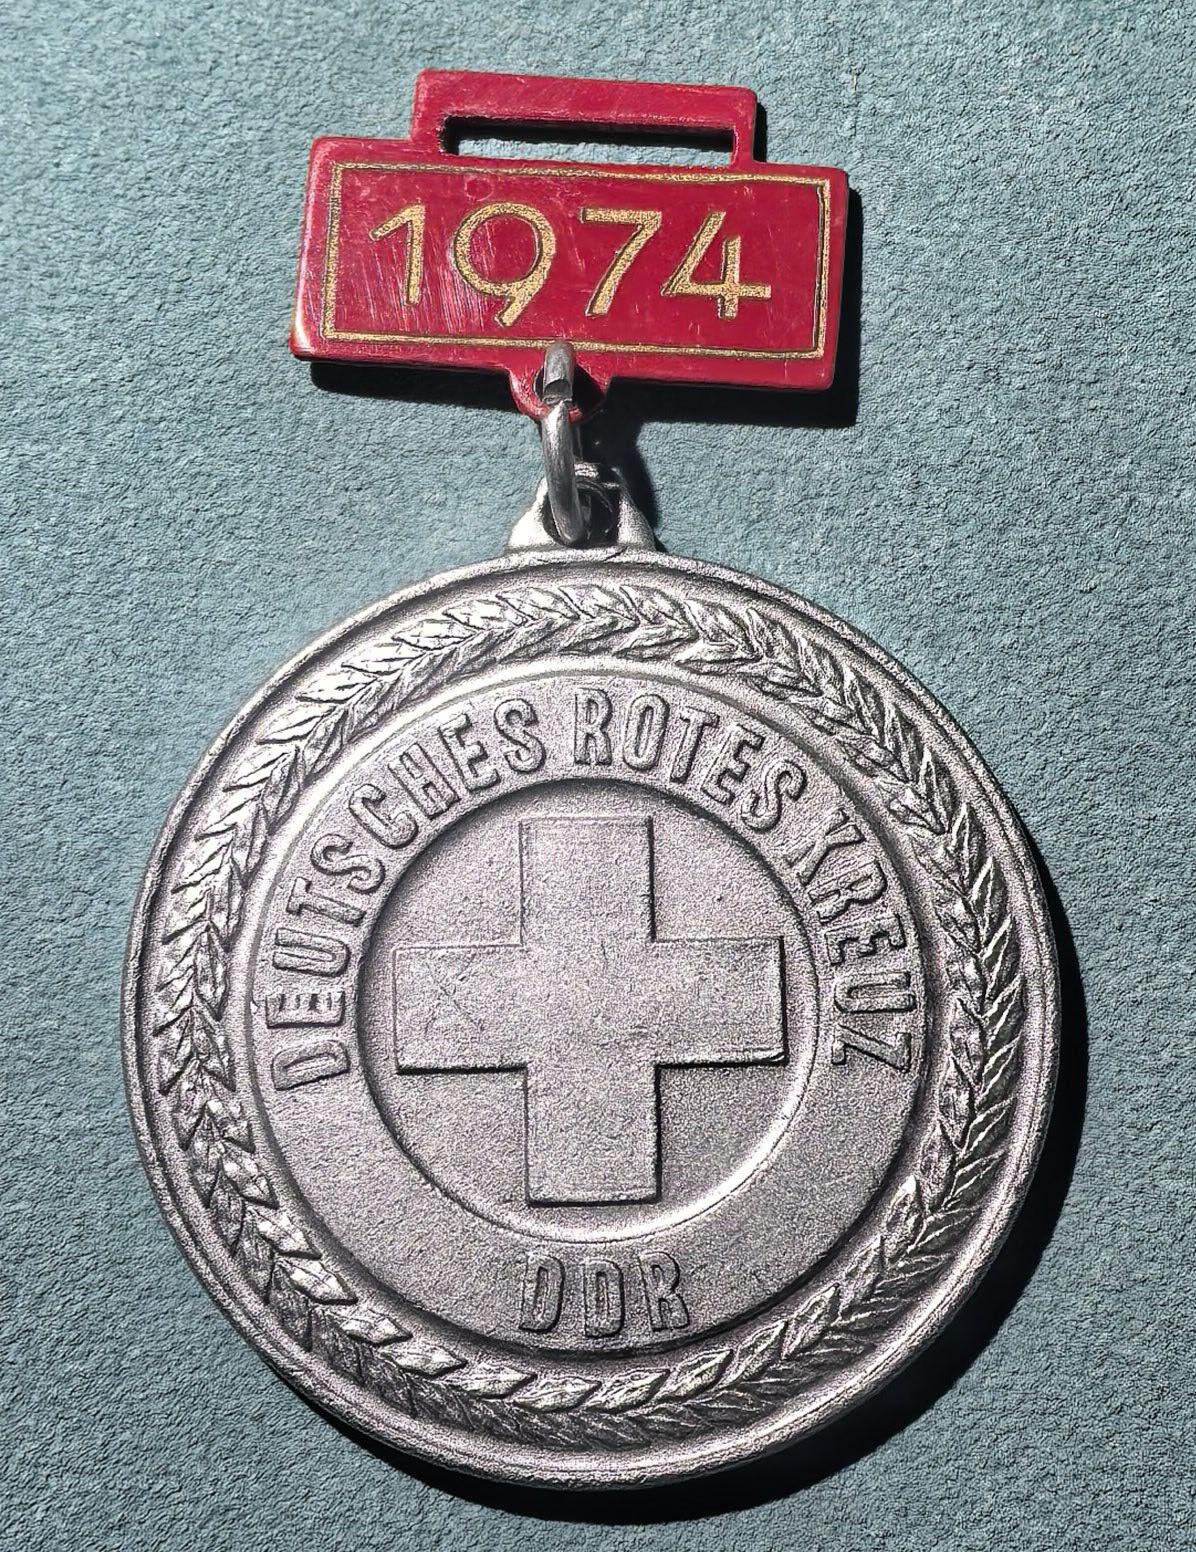 1974
DEUTSCHES ROTES KREUZ
DDR